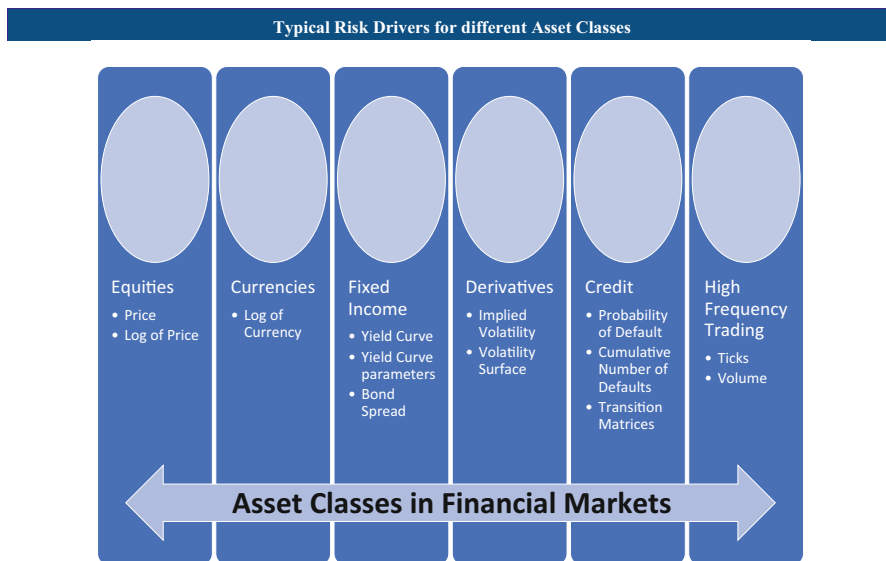 Typical Risk Drivers for different Asset Classes
Equities
• Price
• Log of Price
Currencies
• Log of
Currency
Fixed
Income
• Yield Curve
• Yield Curve
parameters
• Bond
Spread
Derivatives
• Implied
Volatility
• Volatility
Surface
Credit
• Probability
of Default
• Cumulative
Number of
Defaults
• Transition
Matrices
High
Frequency
Trading
• Ticks
• Volume
Asset Classes in Financial Markets